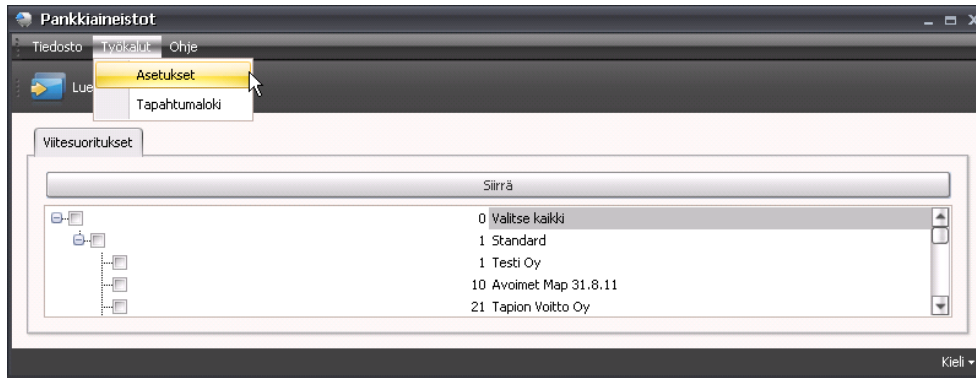 Pankkiaineistot
Tiedosto Työkalut Ohje
Asetukset
Lue
Tapahtumaloki
Viitesuoritukset
Siirrä
0 Valitse kaikki
1 Standard
1 Testi Oy
10 Avoimet Map 31.8.11
21 Tapion Voitto Oy
Kieli